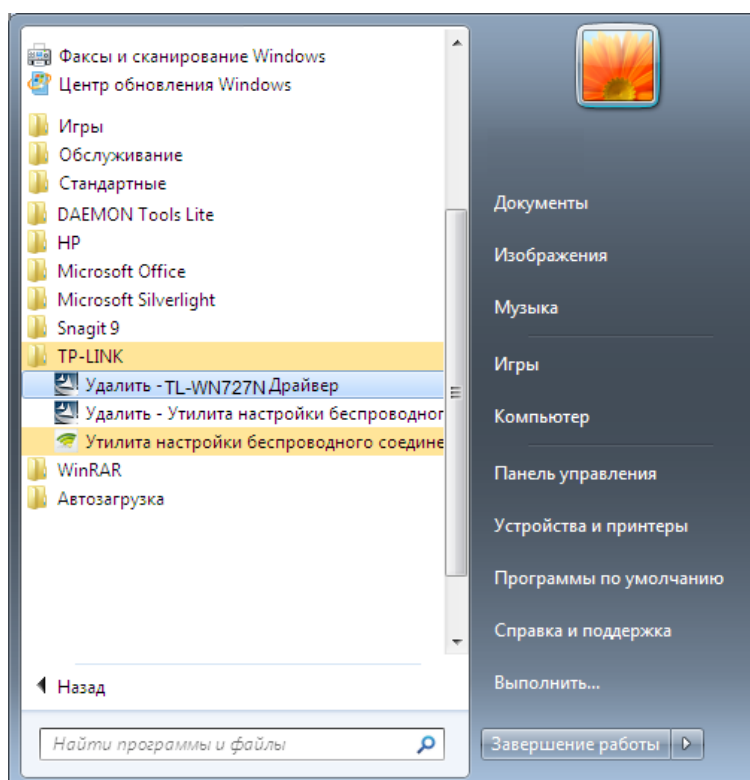 Факсы и сканирование Windows
Центр обновления Windows
Игры
Обслуживание
Стандартные
DAEMON Tools Lite
HP
Microsoft Office
Microsoft Silverlight
Snagit 9
TP-LINK
Удалить - TL-WN727N Драйвер
Удалить - Утилита настройки беспроводног
Утилита настройки беспроводного соедине
WinRAR
Автозагрузка
Назад
Найти программы и файлы
Документы
Изображения
Музыка
Игры
Компьютер
Панель управления
Устройства и принтеры
Программы по умолчанию
Справка и поддержка
Выполнить...
Завершение работы